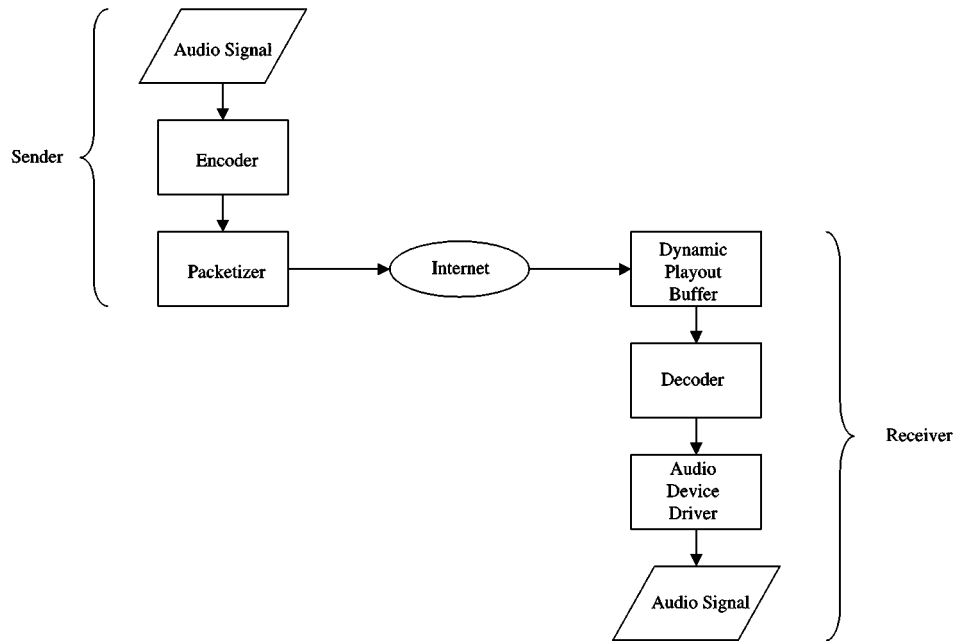 Audio Signal
Encoder
Sender
Packetizer
Internet
Dynamic
Playout
Buffer
Decoder
Receiver
Audio
Device
Driver
Audio Signal